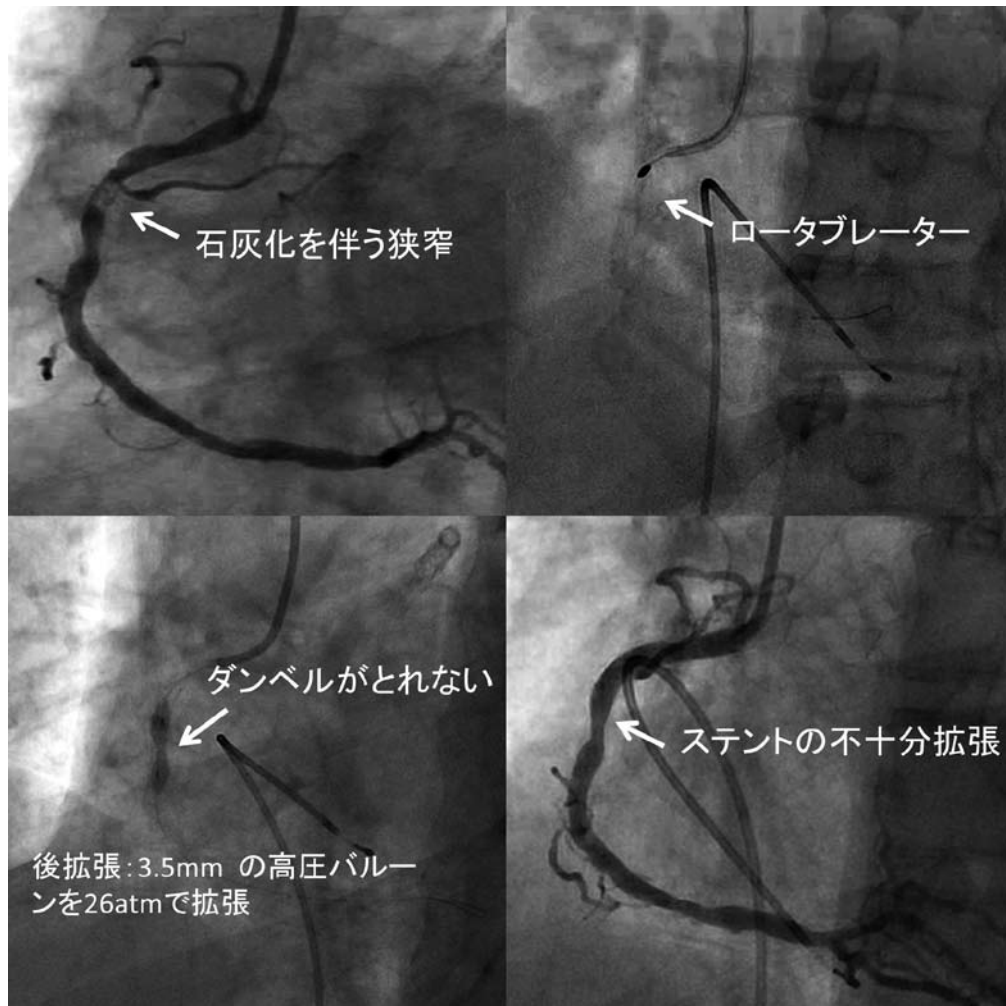 石灰化を伴う狭窄
ロータブレーター
ダンベルがとれない
後拡張:3.5mm の高圧バルー
ンを26atmで拡張
ステントの不十分拡張